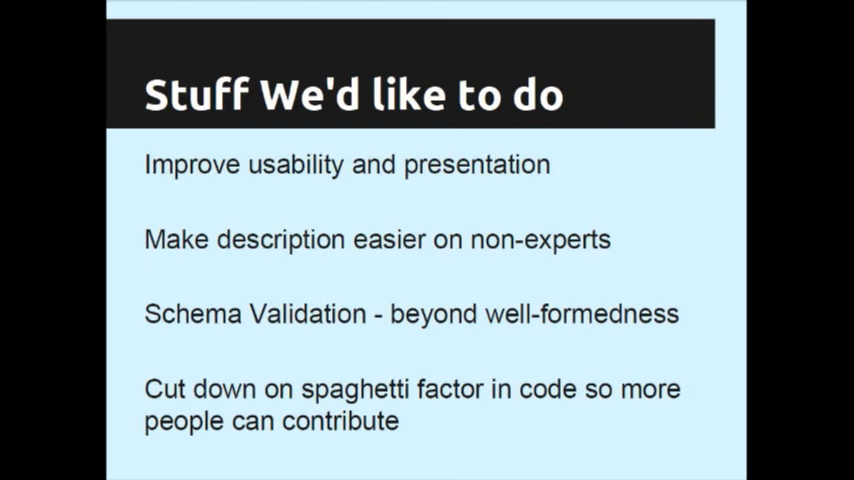 Stuff We'd like to do
Improve usability and presentation
Make description easier on non-experts
Schema Validation - beyond well-formedness
Cut down on spaghetti factor in code so more
people can contribute